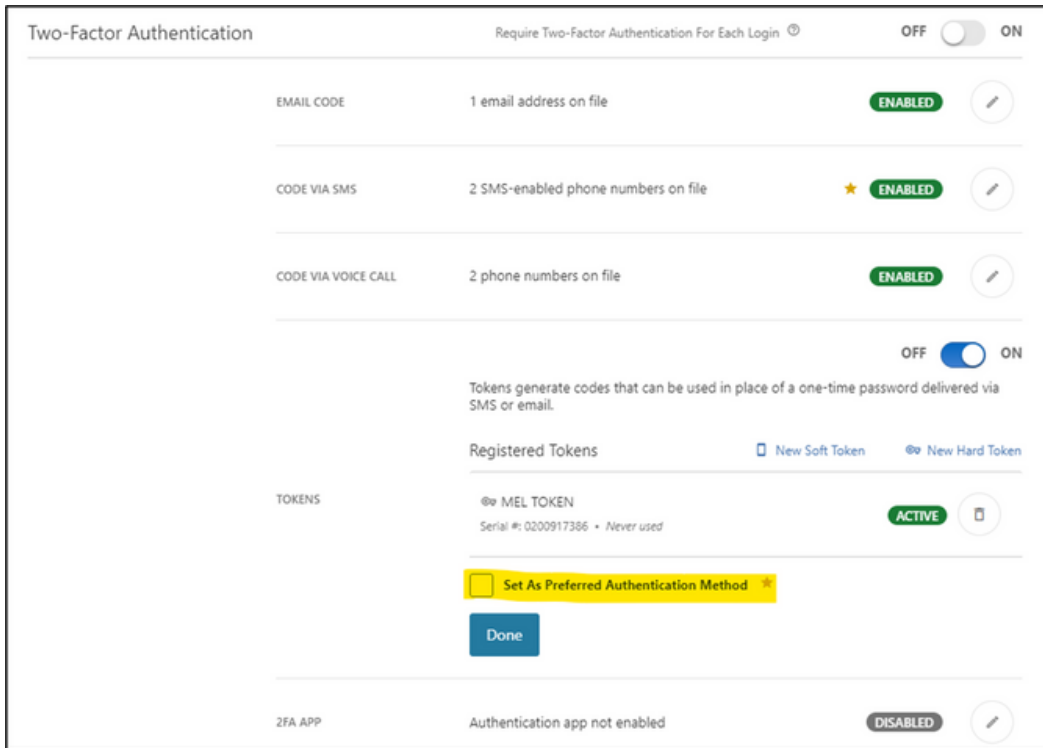 Two-Factor Authentication
Require Two-Factor Authentication For Each Login
OFF ON
EMAIL CODE
1 email address on file
ENABLED
CODE VIA SMS
2 SMS-enabled phone numbers on file
ENABLED
CODE VIA VOICE CALL
2 phone numbers on file
ENABLED
OFF ON
Tokens generate codes that can be used in place of a one-time password delivered via
SMS or email.
Registered Tokens
New Soft Token
New Hard Token
TOKENS
MEL TOKEN
Serial #: 0200917386 • Never used
ACTIVE
Set As Preferred Authentication Method
Done
2FA APP
Authentication app not enabled
DISABLED